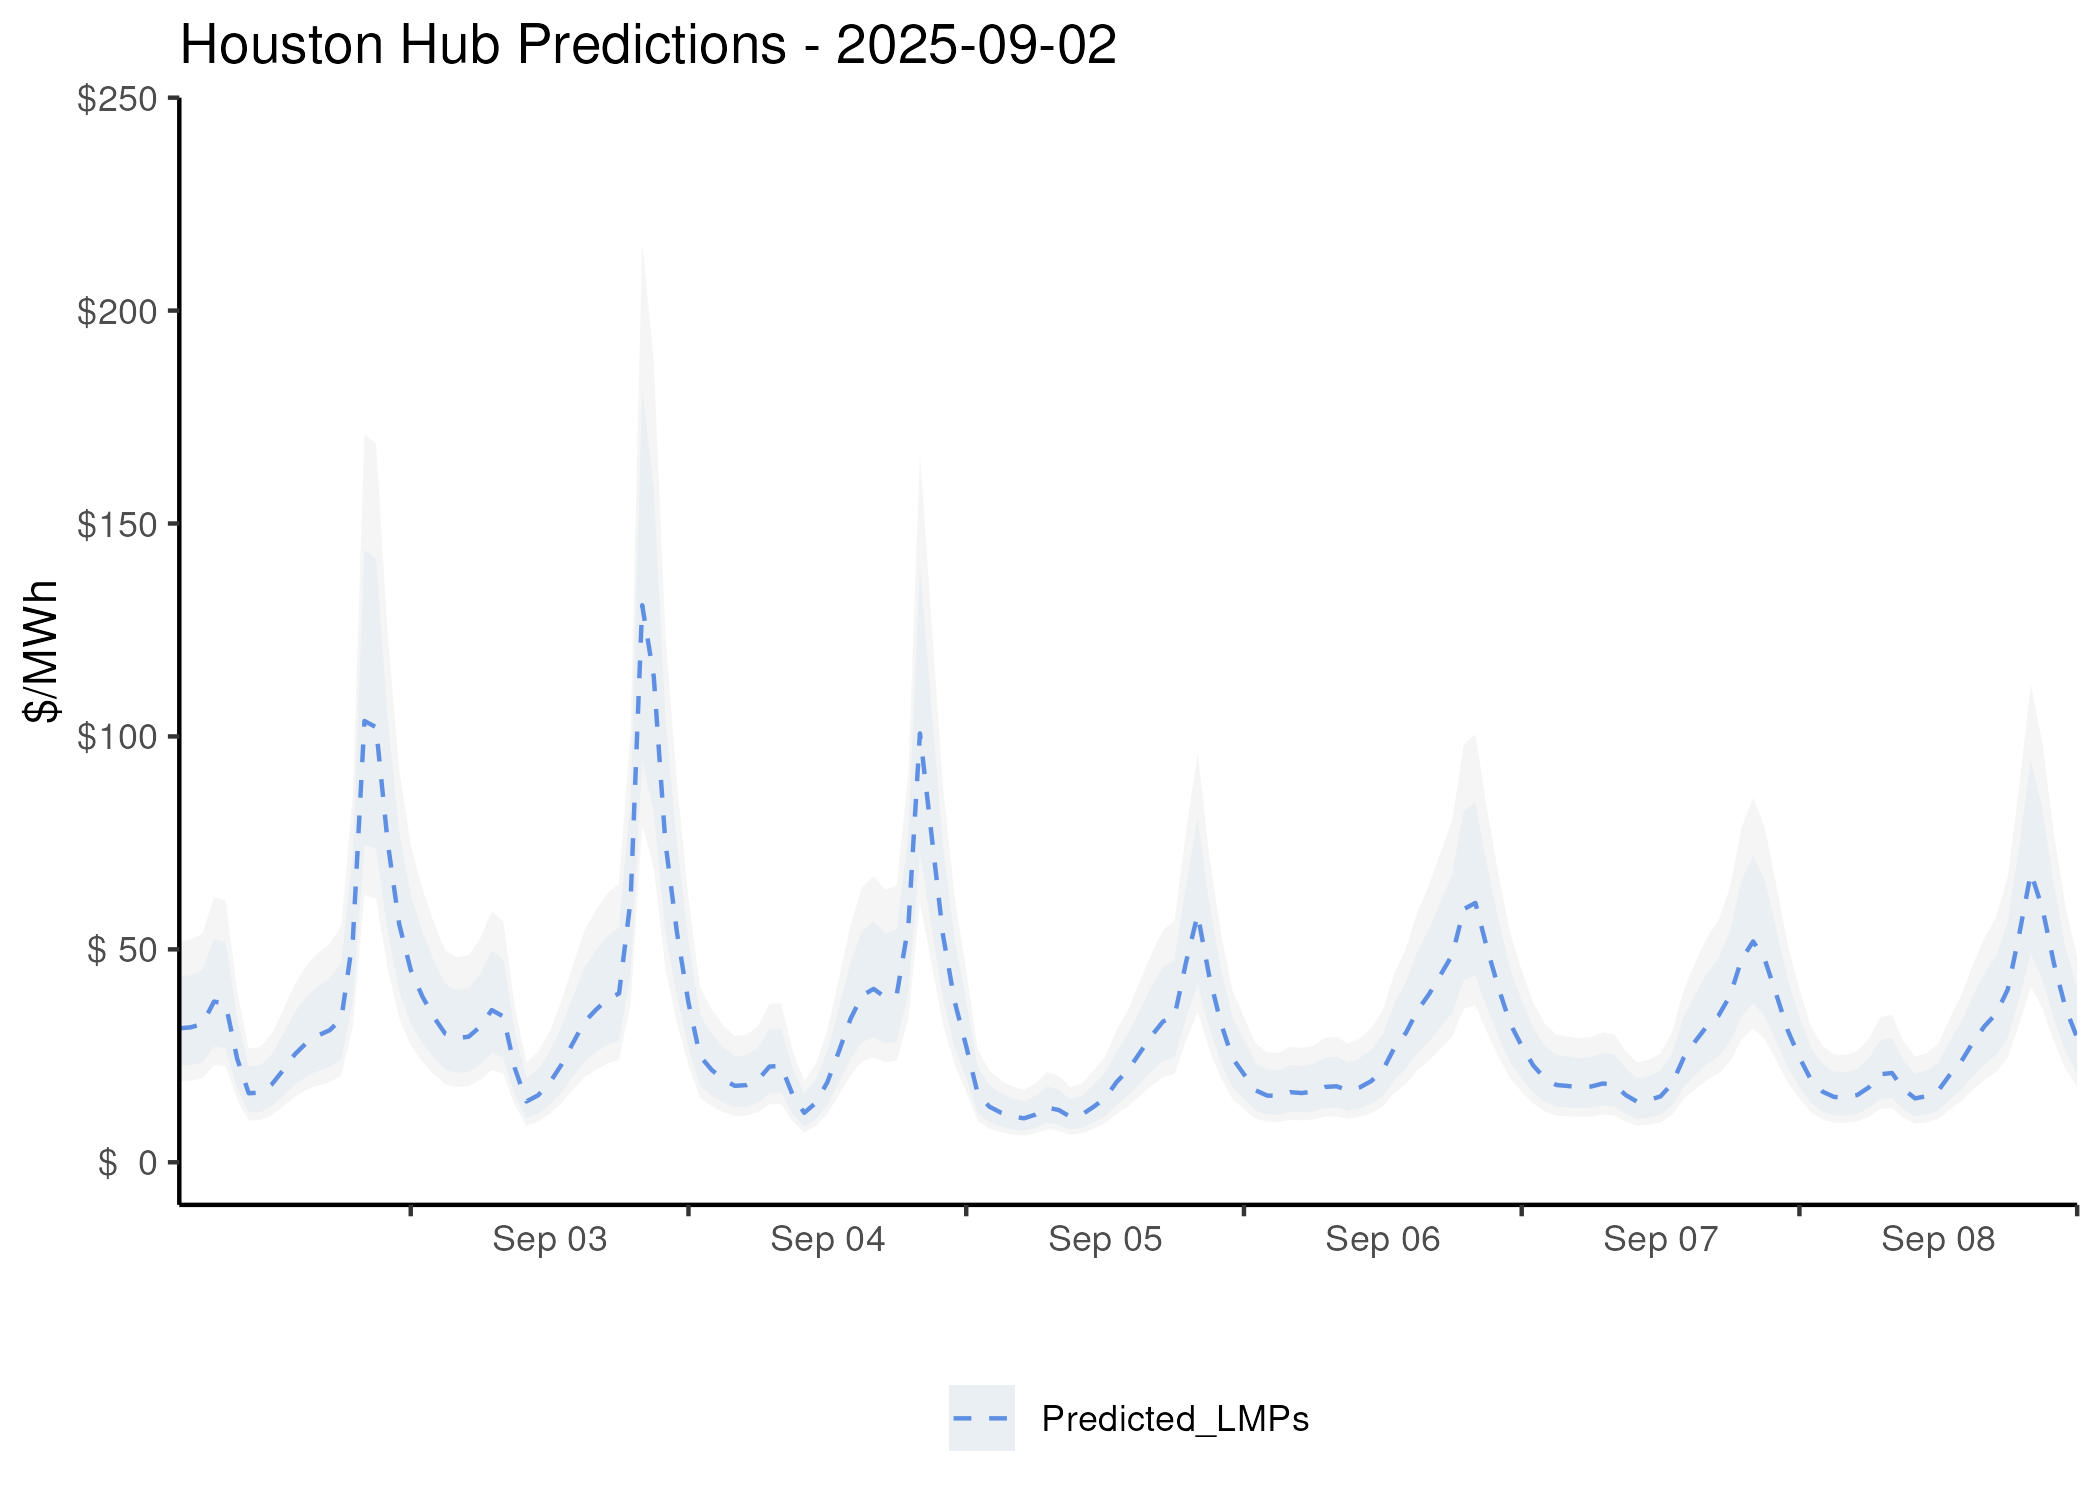 Houston Hub Predictions - 2025-09-02
$250
$200
$150
$100
$ 50
$  0
$/MWh
Sep 03
Sep 04
Sep 05
Sep 06
Sep 07
Sep 08
Predicted_LMPs